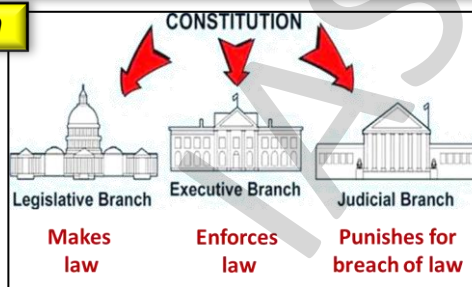 CONSTITUTION
Legislative Branch
Executive Branch
Judicial Branch
Makes
law
Enforces
law
Punishes for
breach of law